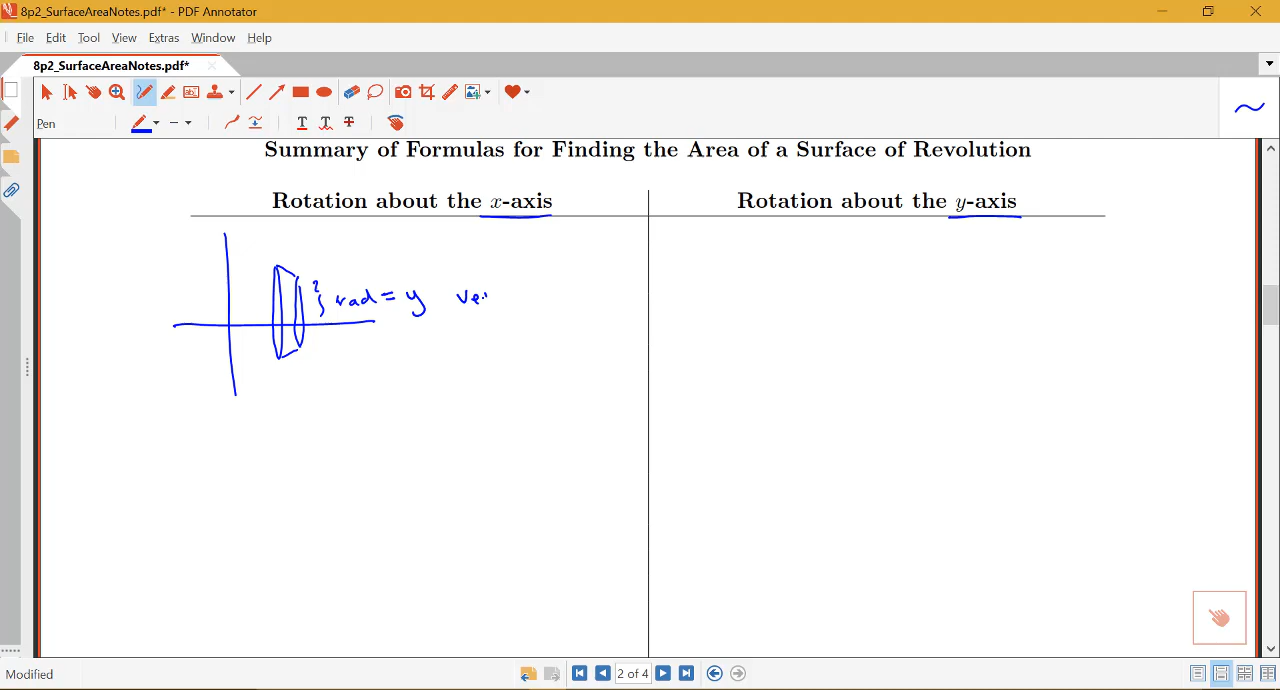 8p2_SurfaceAreaNotes.pdf* - PDF Annotator
File Edit Tool View Extras Window Help
8p2_SurfaceAreaNotes.pdf*
Pen
Summary of Formulas for Finding the Area of a Surface of Revolution
Rotation about the x-axis
Rotation about the y-axis
rad = y ver
Modified
2 of 4